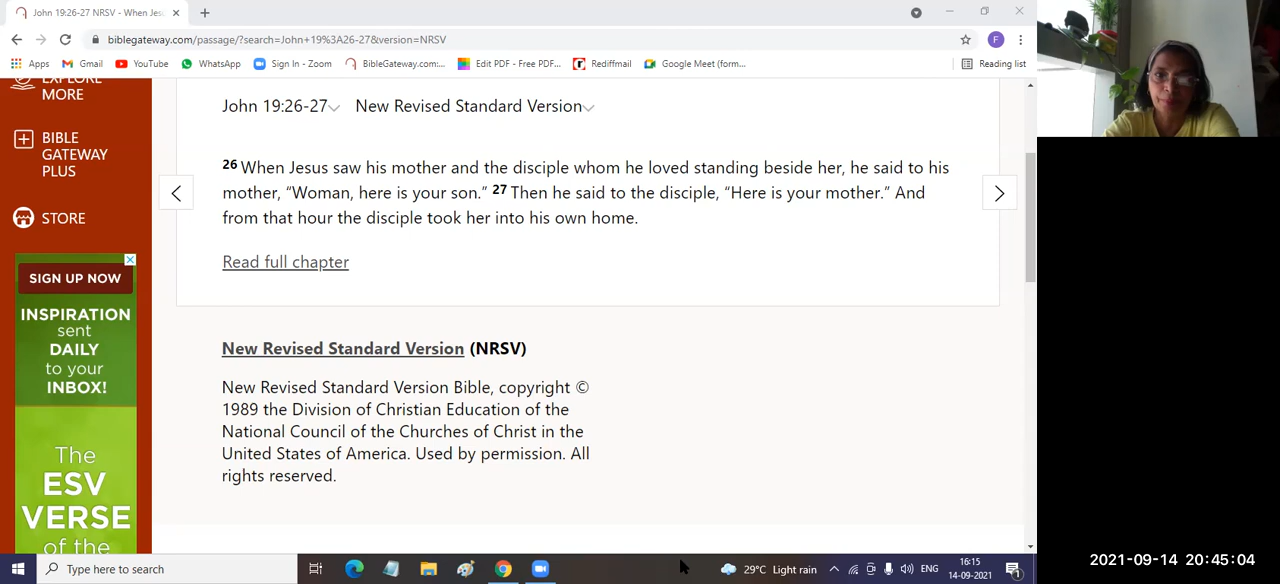 John 19:26-27 NRSV - When Jes
biblegateway.com/passage/?search=John+19%3A26-27&version=NRSV
F
Apps Gmail YouTube WhatsApp Sign In - Zoom BibleGateway.com:... Edit PDF - Free PDF... Rediffmail Google Meet (form... Reading list
EXPLORE
MORE
BIBLE
GATEWAY
PLUS
STORE
SIGN UP NOW
INSPIRATION
sent
DAILY
to your
INBOX!
The
ESV
VERSE
of the
John 19:26-27 New Revised Standard Version
26 When Jesus saw his mother and the disciple whom he loved standing beside her, he said to his
mother, “Woman, here is your son.” 27 Then he said to the disciple, “Here is your mother.” And
from that hour the disciple took her into his own home.
Read full chapter
New Revised Standard Version (NRSV)
New Revised Standard Version Bible, copyright ©
1989 the Division of Christian Education of the
National Council of the Churches of Christ in the
United States of America. Used by permission. All
rights reserved.
Type here to search
29°C Light rain
ENG
16:15
14-09-2021
1
2021-09-14 20:45:04